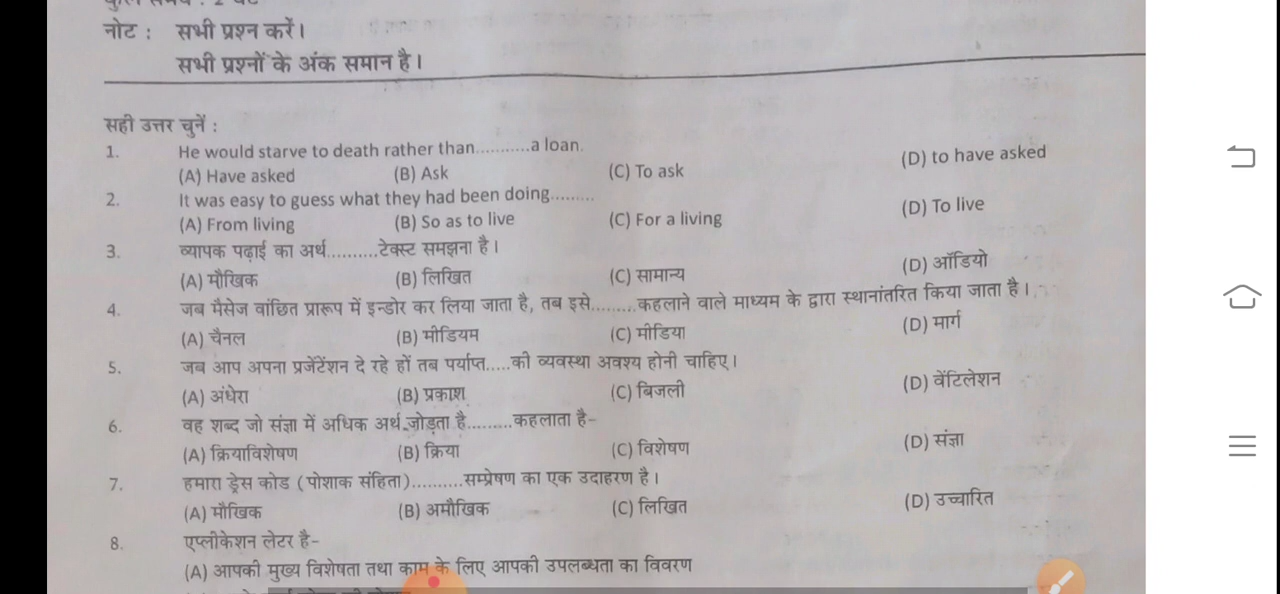 नोट : सभी प्रश्न करें।
सभी प्रश्नों के अंक समान है।
सही उत्तर चुनें :
1. He would starve to death rather than..........a loan.
(A) Have asked (B) Ask (C) To ask (D) to have asked
2. It was easy to guess what they had been doing.........
(A) From living (B) So as to live (C) For a living (D) To live
3. व्यापक पढ़ाई का अर्थ..........टेक्स्ट समझना है।
(A) मौखिक (B) लिखित (C) सामान्य (D) ऑडियो
4. जब मैसेज वांछित प्रारूप में इन्डोर कर लिया जाता है, तब इसे.........कहलाने वाले माध्यम के द्वारा स्थानांतरित किया जाता है।
(A) चैनल (B) मीडियम (C) मीडिया (D) मार्ग
5. जब आप अपना प्रजेंटेंशन दे रहे हों तब पर्याप्त.....की व्यवस्था अवश्य होनी चाहिए।
(A) अंधेरा (B) प्रकाश (C) बिजली (D) वेंटिलेशन
6. वह शब्द जो संज्ञा में अधिक अर्थ जोड़ता है.........कहलाता है-
(A) क्रियाविशेषण (B) क्रिया (C) विशेषण (D) संज्ञा
7. हमारा ड्रेस कोड (पोशाक संहिता)..........सम्प्रेषण का एक उदाहरण है।
(A) मौखिक (B) अमौखिक (C) लिखित (D) उच्चारित
8. एप्लीकेशन लेटर है-
(A) आपकी मुख्य विशेषता तथा काम के लिए आपकी उपलब्धता का विवरण